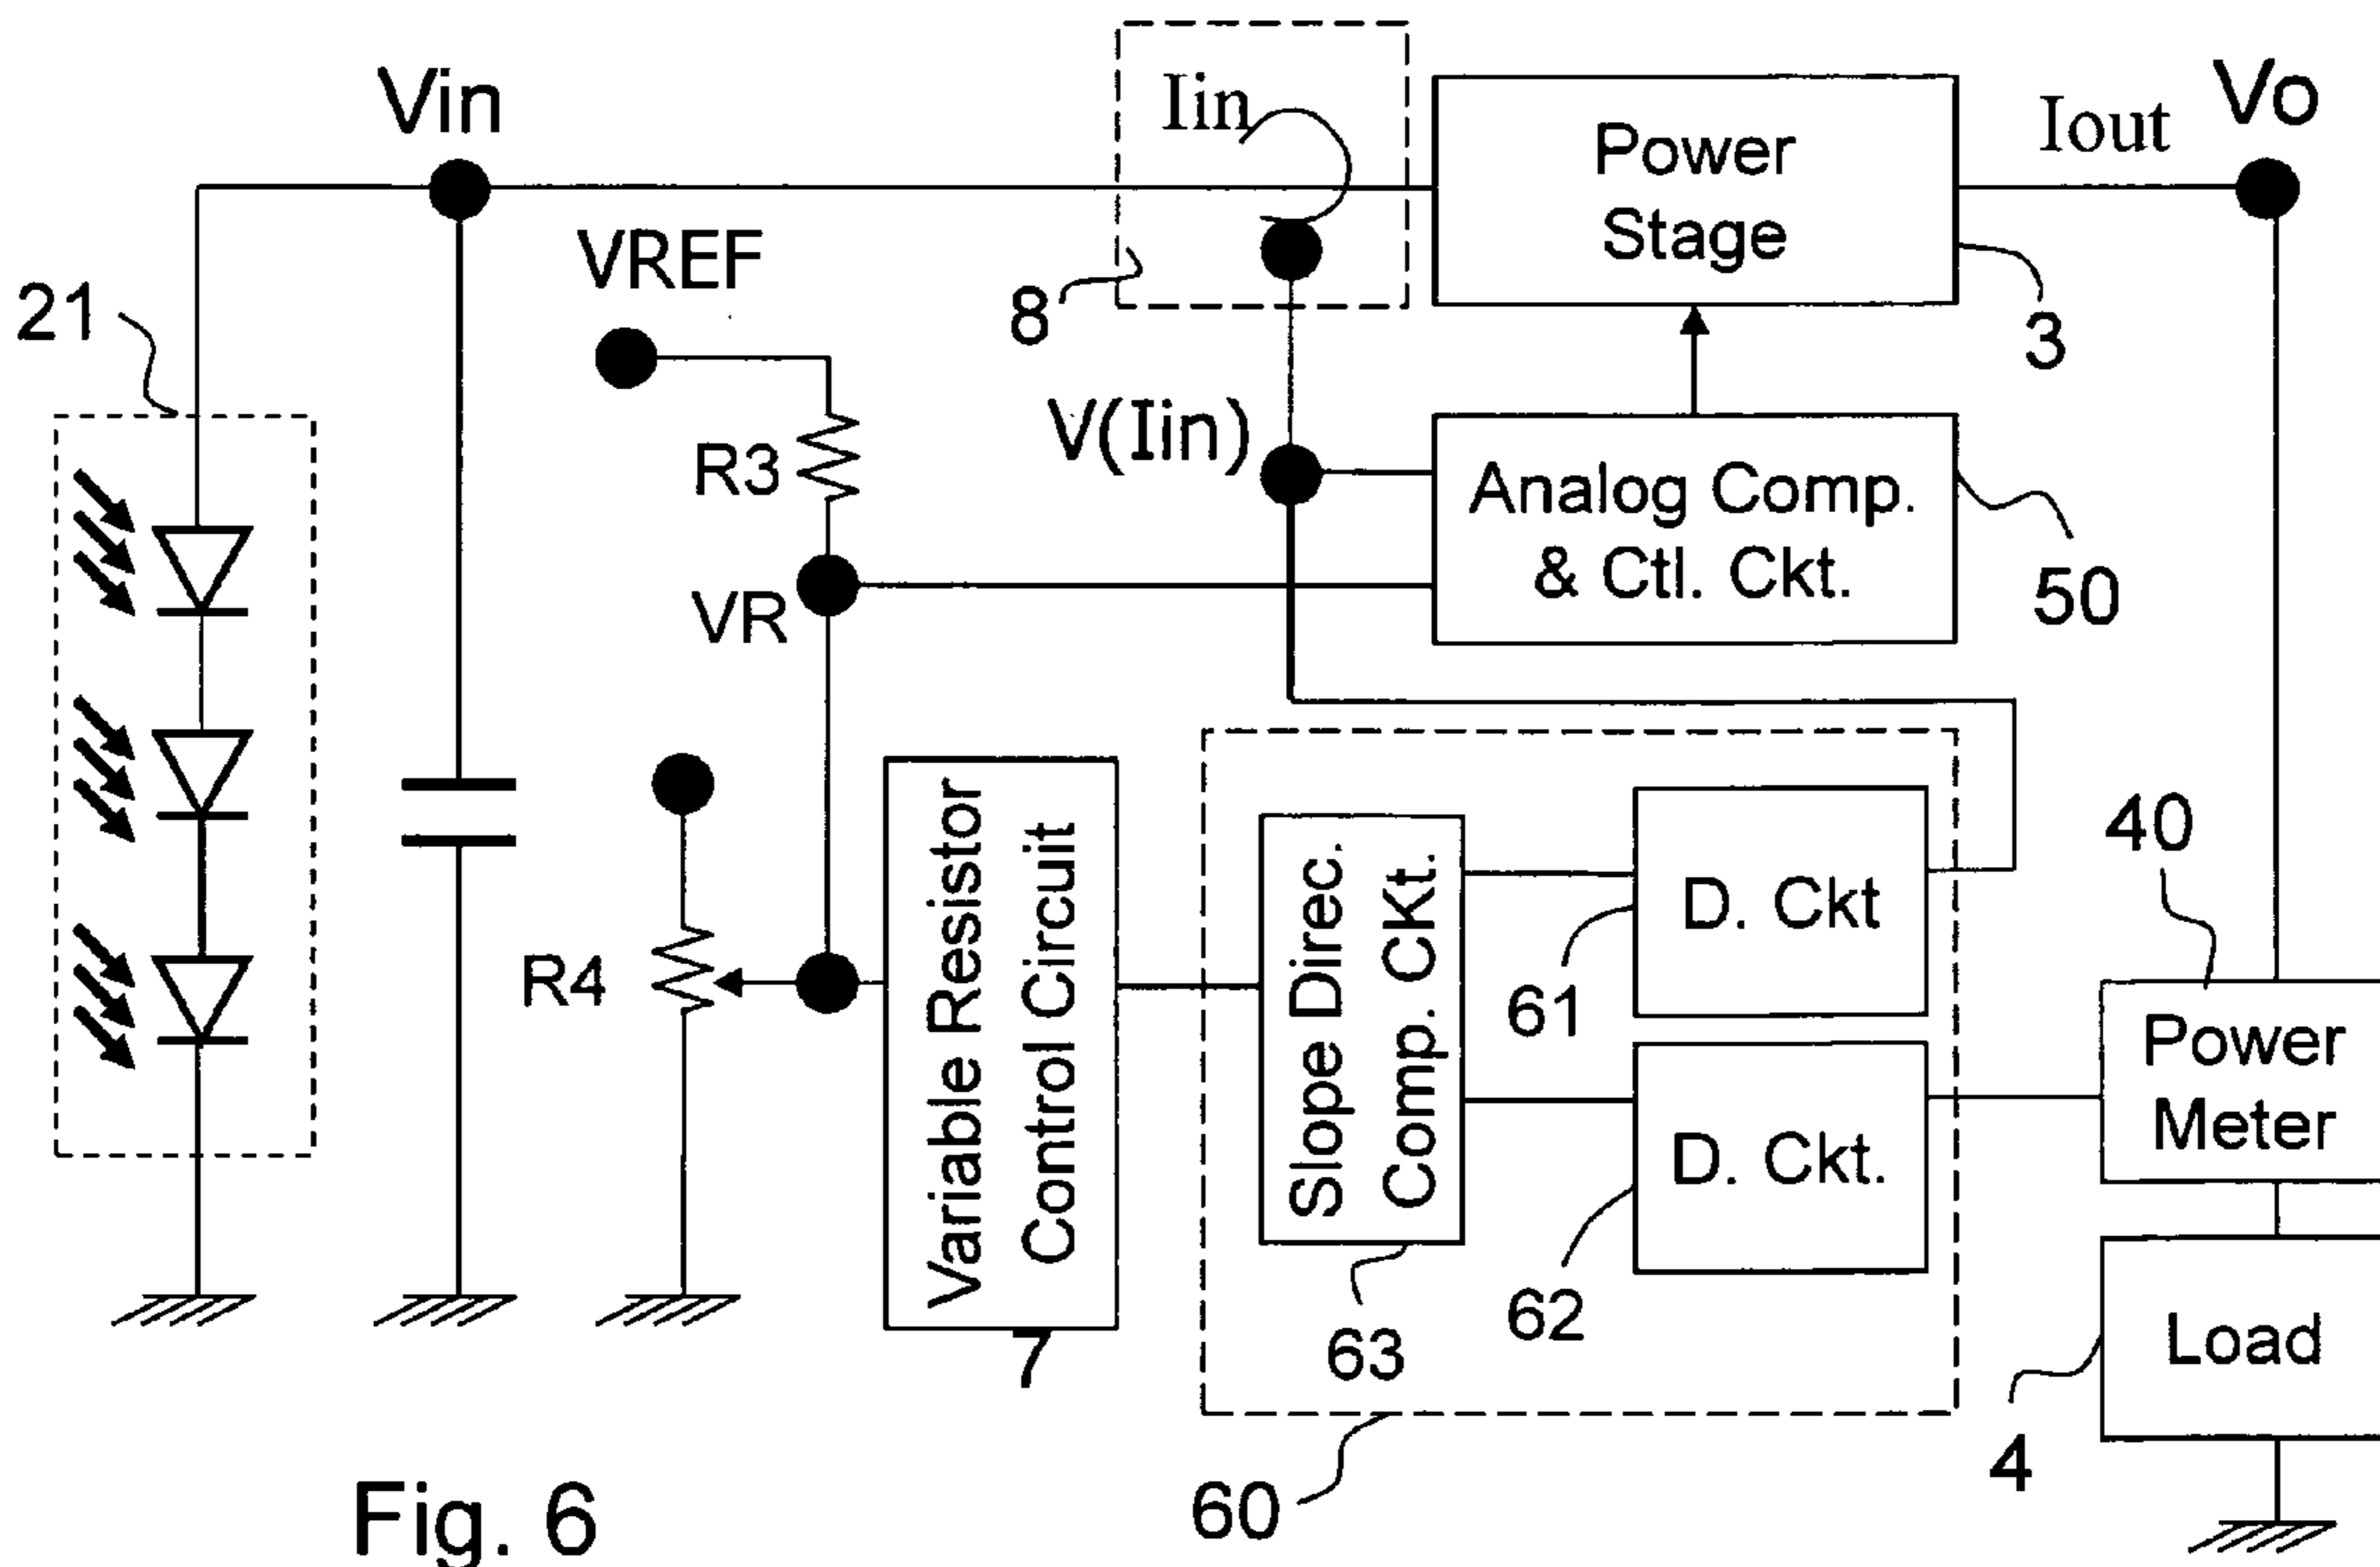 Vin
Iin
Power
Stage
Iout
Vo
VREF
21
8
3
R3
V(Iin)
Analog Comp.
& Ctl. Ckt.
VR
50
Variable Resistor
Control Circuit
Slope Direc.
Comp. CKt.
D. Ckt
40
R4
61
Power
Meter
D. Ckt.
62
63
7
Load
4
60
Fig. 6